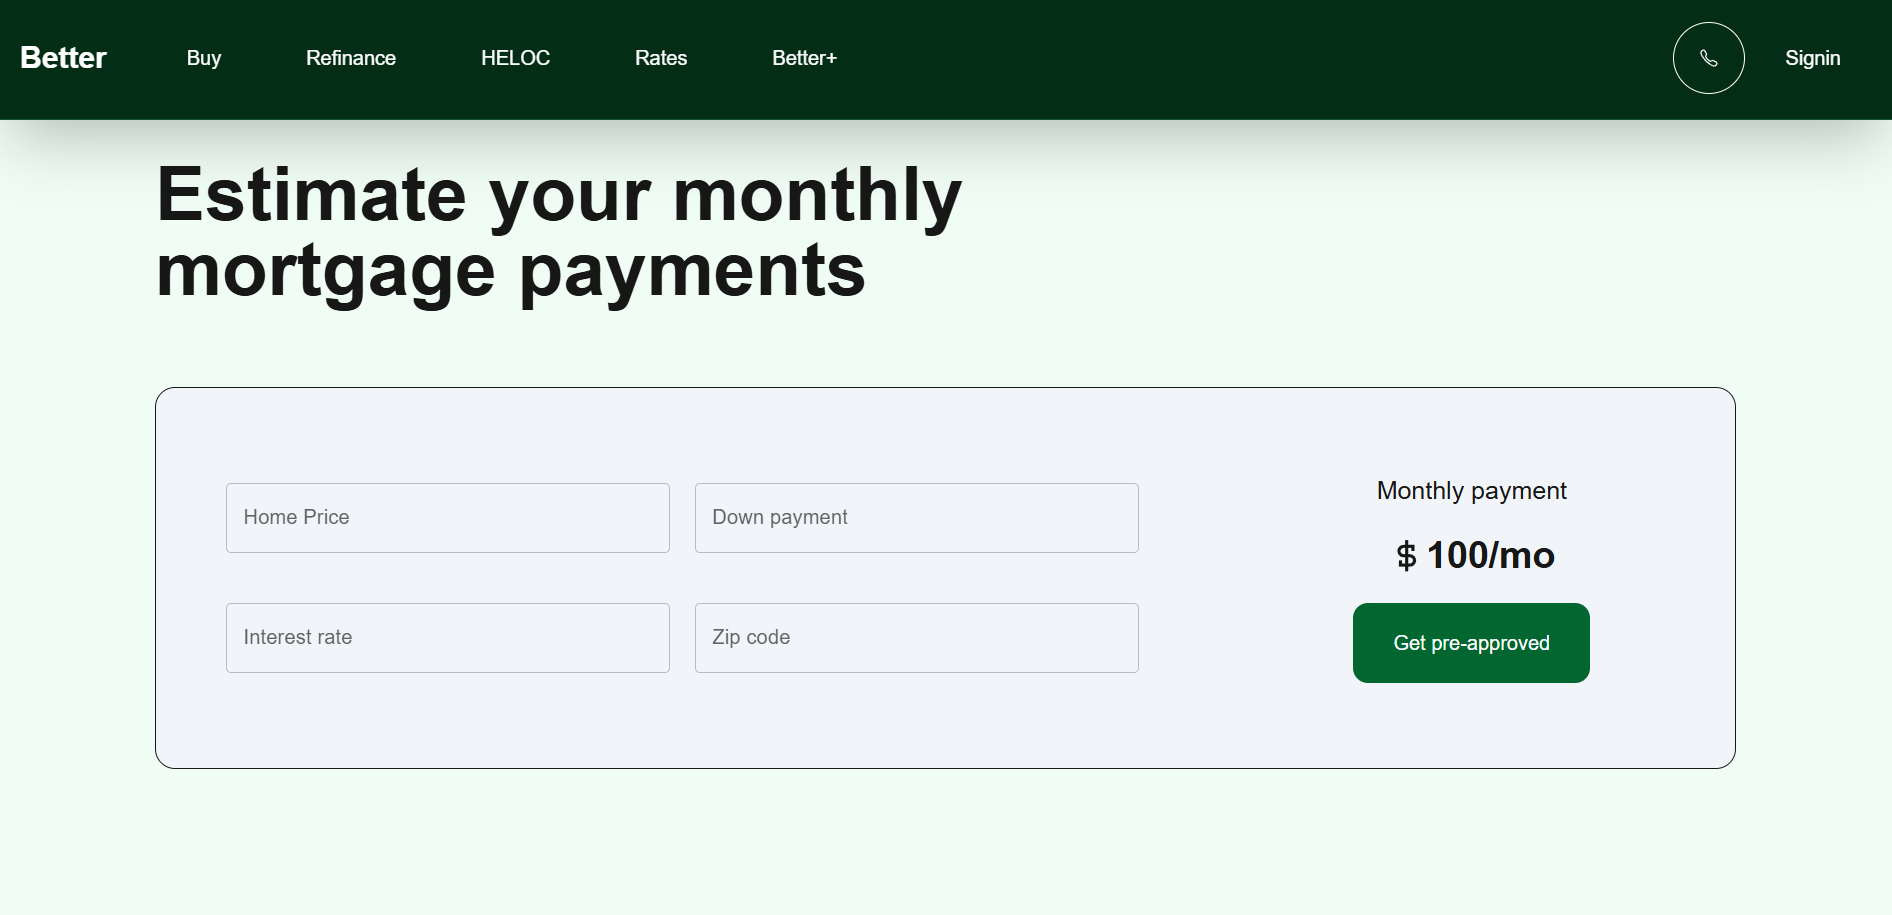 Better
Buy
Refinance
HELOC
Rates
Better+
Signin
Estimate your monthly
mortgage payments
Home Price
Down payment
Interest rate
Zip code
Monthly payment
$ 100/mo
Get pre-approved